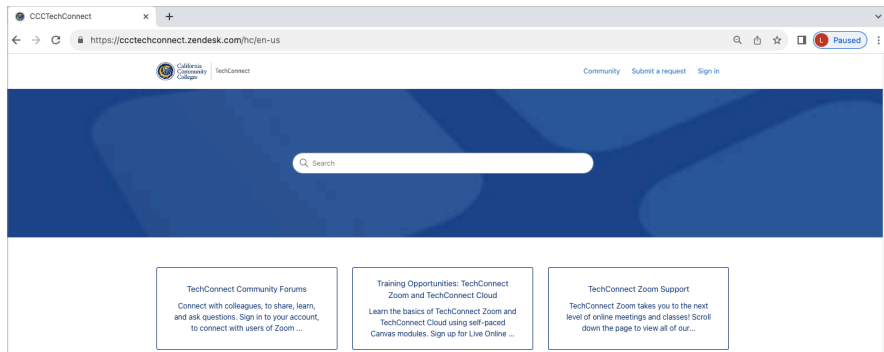 CCCTechConnect
https://ccctechconnect.zendesk.com/hc/en-us
L Paused
California
Community
Colleges
TechConnect
Community Submit a request Sign in
Search
TechConnect Community Forums
Connect with colleagues, to share, learn,
and ask questions. Sign in to your account,
to connect with users of Zoom ...
Training Opportunities: TechConnect
Zoom and TechConnect Cloud
Learn the basics of TechConnect Zoom and
TechConnect Cloud using self-paced
Canvas modules. Sign up for Live Online ...
TechConnect Zoom Support
TechConnect Zoom takes you to the next
level of online meetings and classes! Scroll
down the page to view all of our...